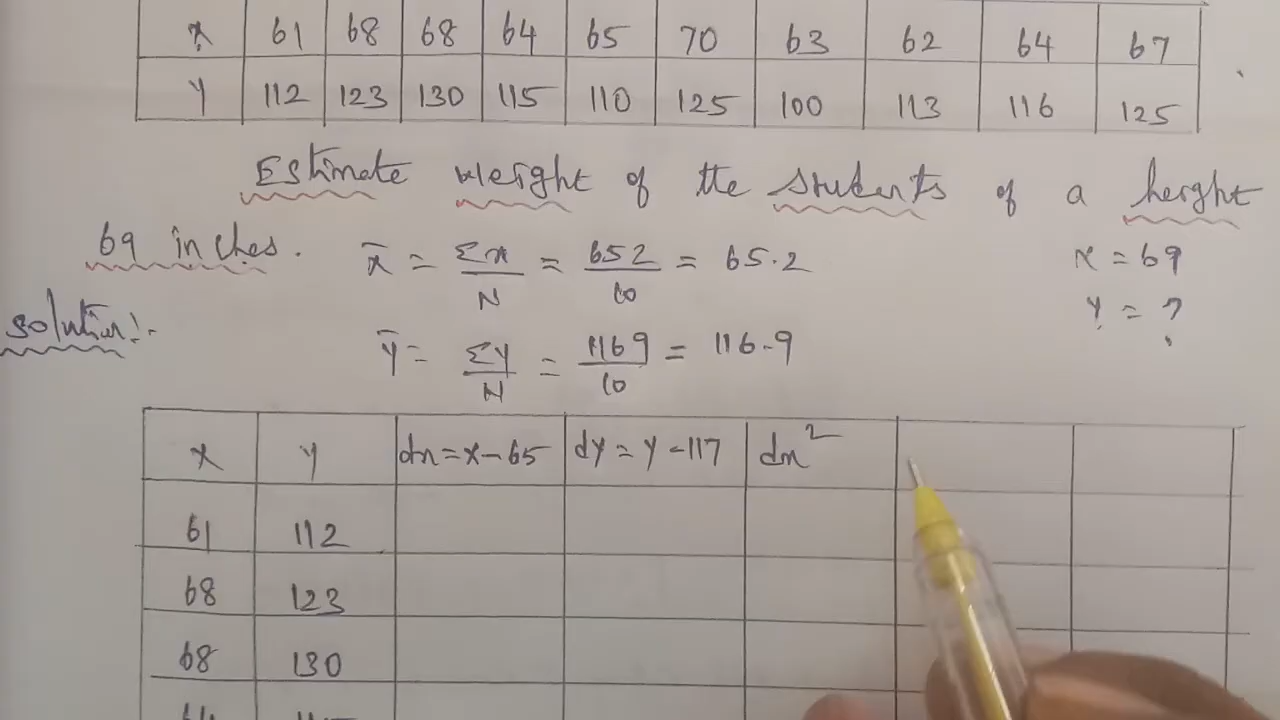 x 61 68 68 64 65 70 63 62 64 67
Y 112 123 130 115 110 125 100 113 116 125
Estimate weight of the students of a height
69 inches. x̄ = Σx/N = 652/10 = 65.2 x = 69
Solution:- Y = ?
ȳ = ΣY/N = 1169/10 = 116.9
x Y dx = x - 65 dy = Y - 117 dx²
61 112
68 123
68 130
64 115